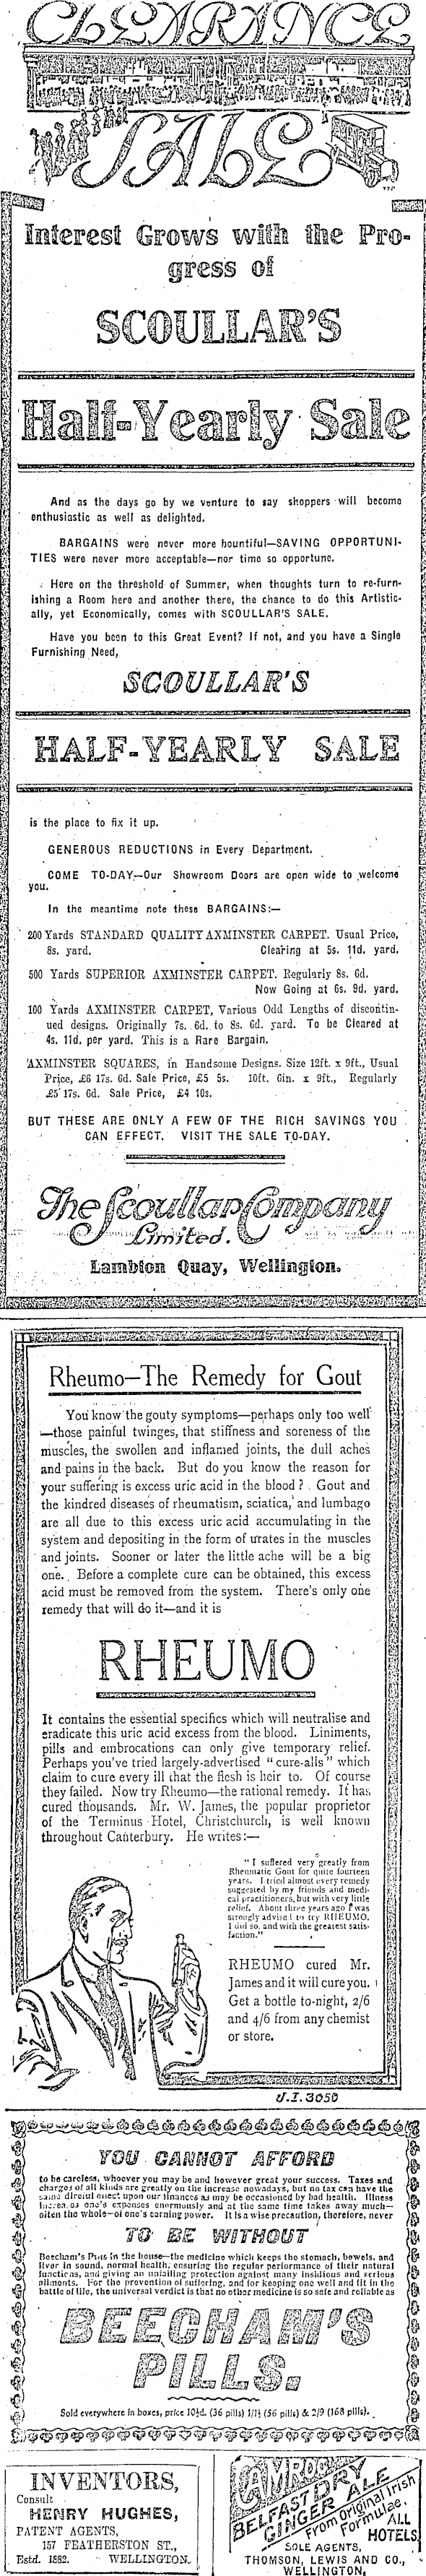 CLEARANCE
SALE
Interest Grows with the Pro-
gress of
SCOULLAR'S
Half-Yearly Sale
And as the days go by we venture to say shoppers will become
enthusiastic as well as delighted.
BARGAINS were never more bountiful—SAVING OPPORTUNI-
TIES were never more acceptable—nor time so opportune.
Here on the threshold of Summer, when thoughts turn to re-furn-
ishing a Room here and another there, the chance to do this Artistic-
ally, yet Economically, comes with SCOULLAR'S SALE.
Have you been to this Great Event? If not, and you have a Single
Furnishing Need,
SCOULLAR'S
HALF-YEARLY SALE
is the place to fix it up.
GENEROUS REDUCTIONS in Every Department.
COME TO-DAY—Our Showroom Doors are open wide to welcome
you.
In the meantime note these BARGAINS:—
200 Yards STANDARD QUALITY AXMINSTER CARPET. Usual Price,
8s. yard. Clearing at 5s. 11d. yard.
500 Yards SUPERIOR AXMINSTER CARPET. Regularly 8s. 6d.
Now Going at 6s. 9d. yard.
100 Yards AXMINSTER CARPET, Various Odd Lengths of discontin-
ued designs. Originally 7s. 6d. to 8s. 6d. yard. To be Cleared at
4s. 11d. per yard. This is a Rare Bargain.
AXMINSTER SQUARES, in Handsome Designs. Size 12ft. x 9ft., Usual
Price, £6 17s. 6d. Sale Price, £5 5s. 10ft. 6in. x 9ft., Regularly
£5 17s. 6d. Sale Price, £4 10s.
BUT THESE ARE ONLY A FEW OF THE RICH SAVINGS YOU
CAN EFFECT. VISIT THE SALE TO-DAY.
The Scoullar Company
Limited.
Lambton Quay, Wellington.
Rheumo—The Remedy for Gout
You know the gouty symptoms—perhaps only too well
—those painful twinges, that stiffness and soreness of the
muscles, the swollen and inflamed joints, the dull aches
and pains in the back. But do you know the reason for
your suffering is excess uric acid in the blood? Gout and
the kindred diseases of rheumatism, sciatica, and lumbago
are all due to this excess uric acid accumulating in the
system and depositing in the form of urates in the muscles
and joints. Sooner or later the little ache will be a big
one. Before a complete cure can be obtained, this excess
acid must be removed from the system. There's only one
remedy that will do it—and it is
RHEUMO
It contains the essential specifics which will neutralise and
eradicate this uric acid excess from the blood. Liniments,
pills and embrocations can only give temporary relief.
Perhaps you've tried largely-advertised "cure-alls" which
claim to cure every ill that the flesh is heir to. Of course
they failed. Now try Rheumo—the rational remedy. It has
cured thousands. Mr. W. James, the popular proprietor
of the Terminus Hotel, Christchurch, is well known
throughout Canterbury. He writes:—
"I suffered very greatly from
Rheumatic Gout for quite fourteen
years. I tried almost every remedy
suggested by my friends and medi-
cal practitioners, but with very little
relief. About three years ago I was
strongly advised to try RHEUMO.
I did so, and with the greatest satis-
faction."
RHEUMO cured Mr.
James and it will cure you.
Get a bottle to-night, 2/6
and 4/6 from any chemist
or store.
U.I.3050
YOU CANNOT AFFORD
to be careless, whoever you may be and however great your success. Taxes and
charges of all kinds are greatly on the increase nowadays, but no tax can have the
same direful effect upon our finances as may be occasioned by bad health. Illness
increases one's expenses enormously and at the same time takes away much—
often the whole—of one's earning power. It is a wise precaution, therefore, never
TO BE WITHOUT
Beecham's Pills in the house—the medicine which keeps the stomach, bowels, and
liver in sound, normal health, ensuring the regular performance of their natural
functions, and giving an unfailing protection against many insidious and serious
ailments. For the prevention of suffering, and for keeping one well and fit in the
battle of life, the universal verdict is that no other medicine is so safe and reliable as
BEECHAM'S
PILLS.
Sold everywhere in boxes, price 10½d. (36 pills) 1/1½ (56 pills) & 2/9 (168 pills).
INVENTORS,
Consult
HENRY HUGHES,
PATENT AGENTS,
157 FEATHERSTON ST.,
Estd. 1882. WELLINGTON.
CAMROC
BELFAST DRY
GINGER ALE
From Original Irish
Formulae.
ALL
HOTELS
SOLE AGENTS,
THOMSON, LEWIS AND CO.,
WELLINGTON,